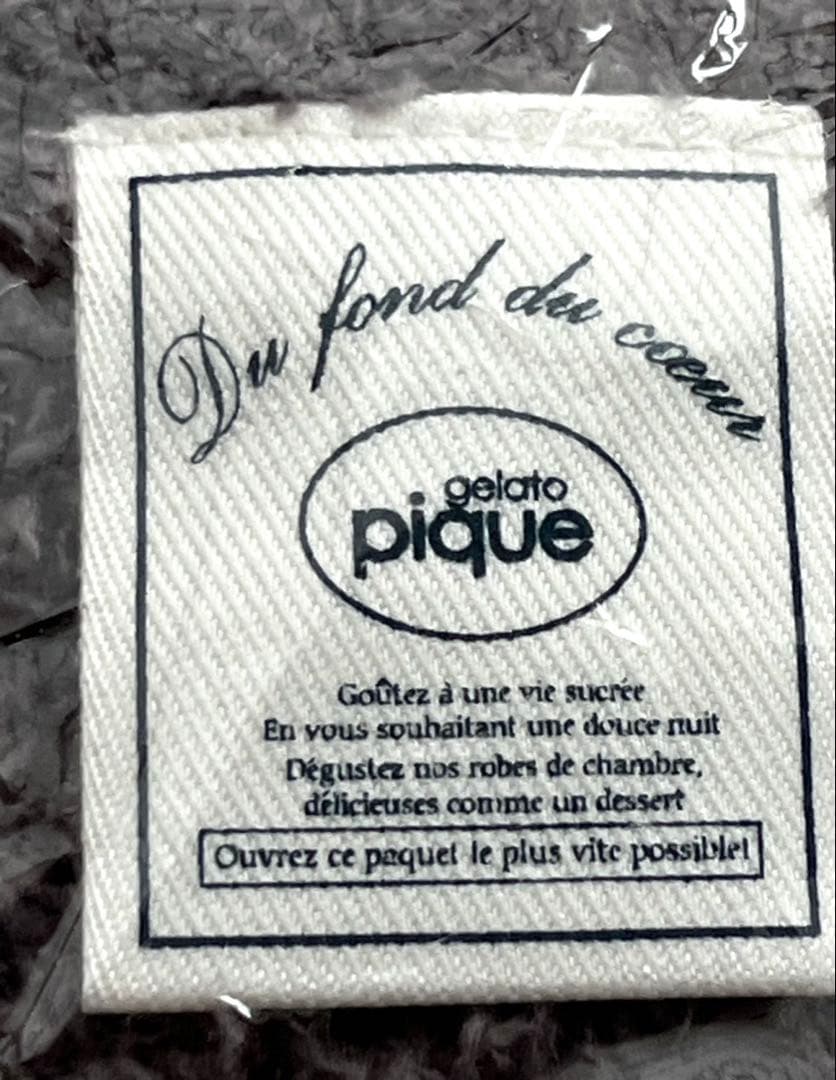 Du fond du coeur
gelato
pique
Goûtez à une vie sucrée
En vous souhaitant une douce nuit
Dégustez nos robes de chambre,
délicieuses comme un dessert
Ouvrez ce paquet le plus vite possible!